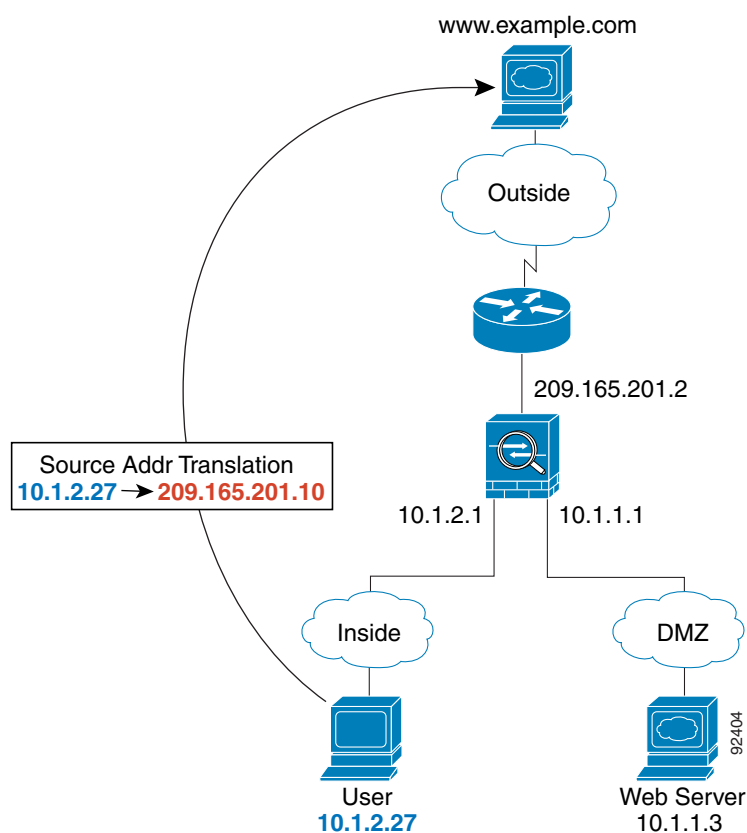 www.example.com
Outside
209.165.201.2
Source Addr Translation
10.1.2.27 → 209.165.201.10
10.1.2.1
10.1.1.1
Inside
DMZ
92404
User
10.1.2.27
Web Server
10.1.1.3